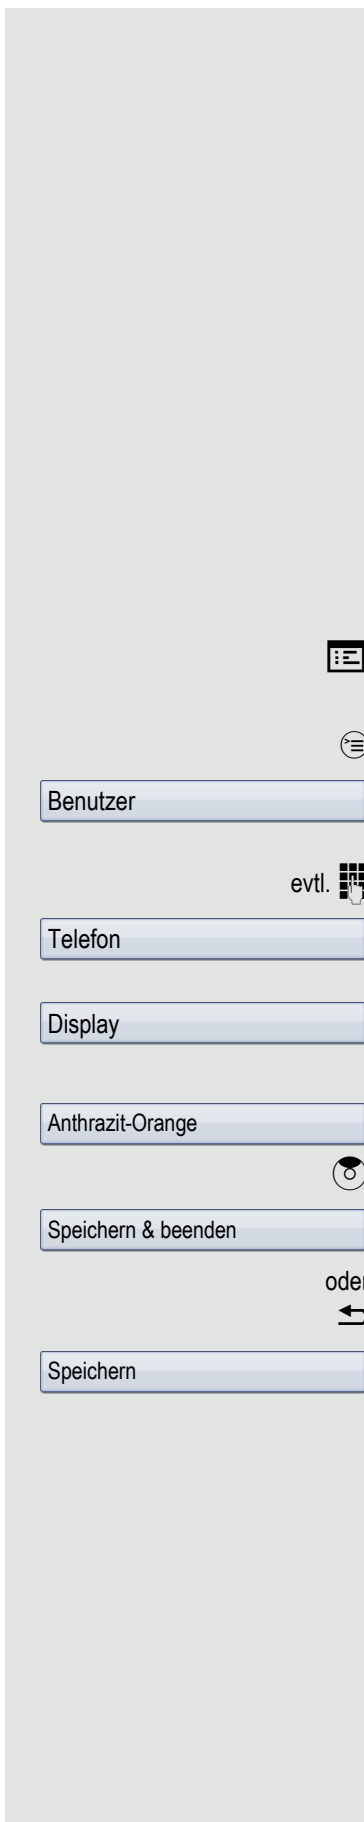 Benutzer
evtl.
Telefon
Display
Anthrazit-Orange
Speichern & beenden
oder
Speichern